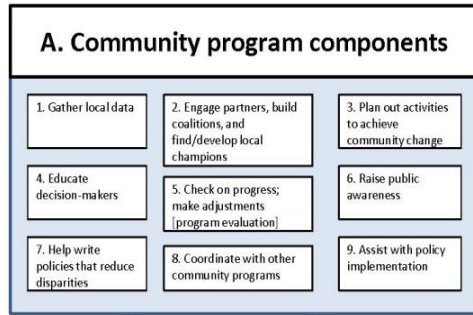 A. Community program components
1. Gather local data
2. Engage partners, build
coalitions, and
find/develop local
champions
3. Plan out activities
to achieve
community change
4. Educate
decision-makers
5. Check on progress;
make adjustments
[program evaluation]
6. Raise public
awareness
7. Help write
policies that reduce
disparities
8. Coordinate with other
community programs
9. Assist with policy
implementation